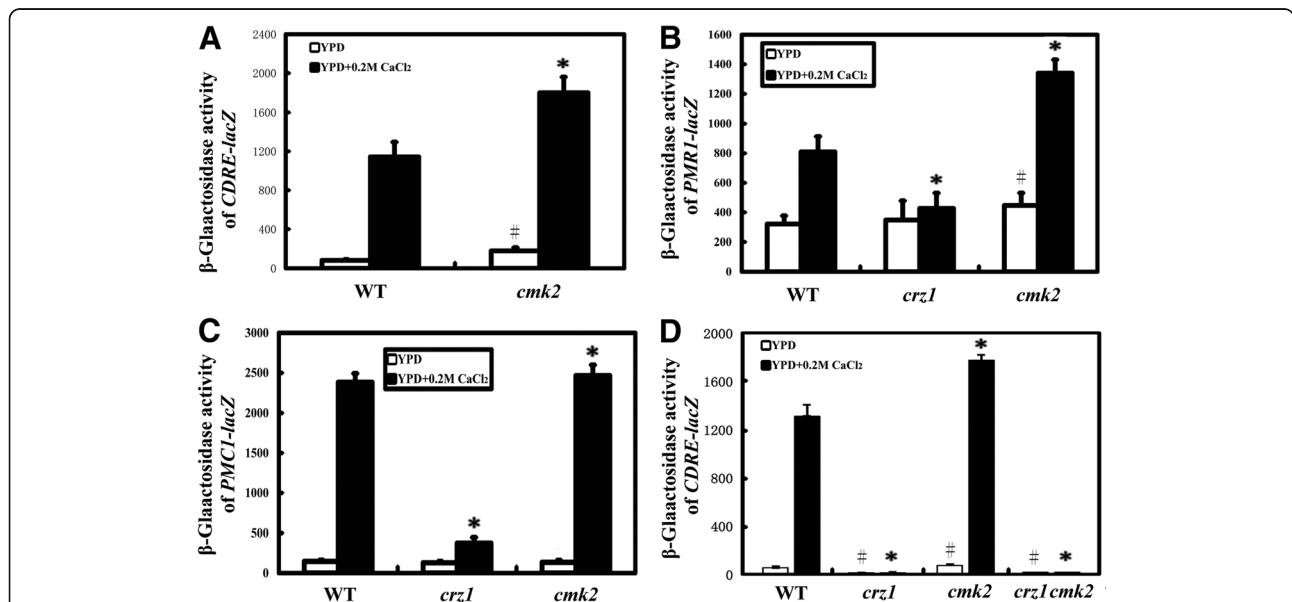 A
β-Glaactosidase activity
of CDRE-lacZ
2400
2000
1600
1200
800
400
0
YPD
YPD+0.2M CaCl₂
*
#
WT
cmk2
B
β-Glaactosidase activity
of PMR1-lacZ
1600
1400
1200
1000
800
600
400
200
0
YPD
YPD+0.2M CaCl₂
*
*
#
WT
crz1
cmk2
C
β-Glaactosidase activity
of PMC1-lacZ
3000
2500
2000
1500
1000
500
0
YPD
YPD+0.2M CaCl₂
*
*
WT
crz1
cmk2
D
β-Glaactosidase activity
of CDRE-lacZ
2000
1600
1200
800
400
0
YPD
YPD+0.2M CaCl₂
*
# *
#
# *
WT
crz1
cmk2
crz1 cmk2